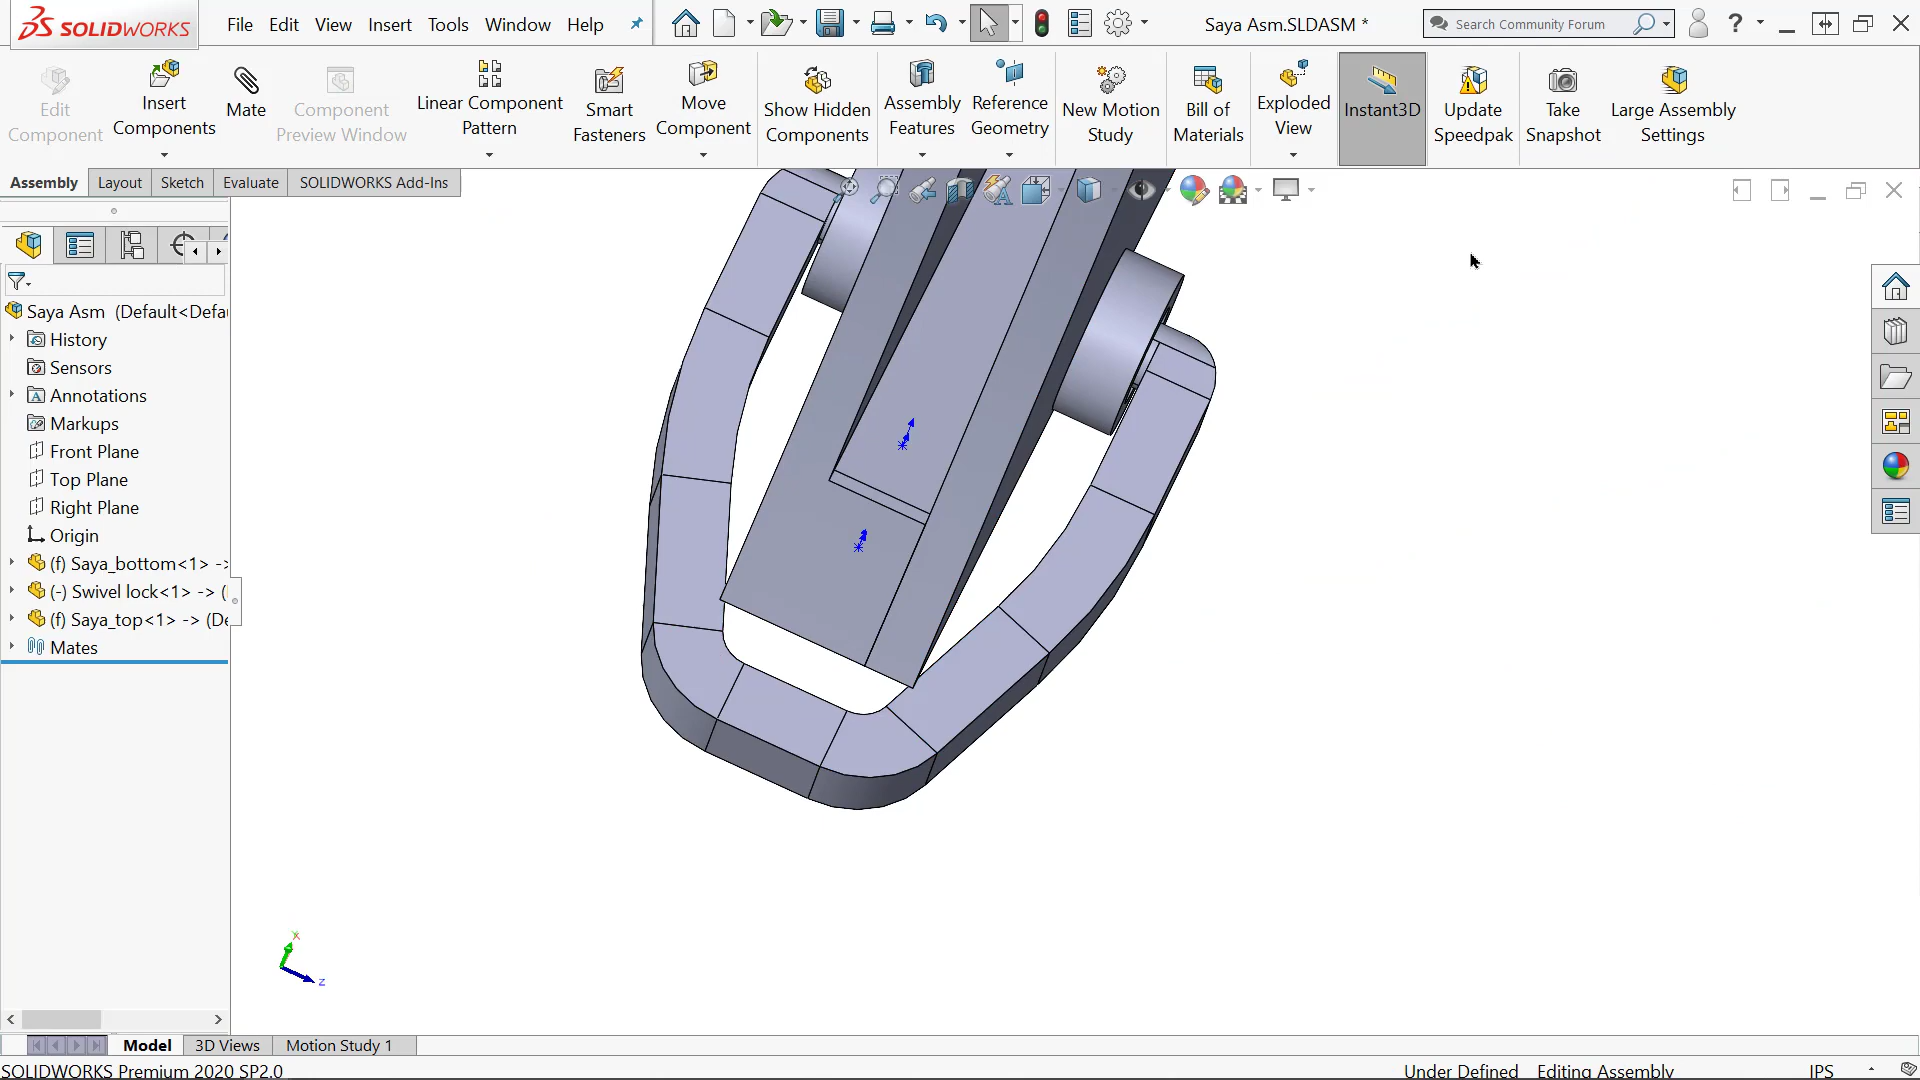 SOLIDWORKS File Edit View Insert Tools Window Help Saya Asm.SLDASM * Search Community Forum ?
Edit Component
Insert Components
Mate
Component Preview Window
Linear Component Pattern
Smart Fasteners
Move Component
Show Hidden Components
Assembly Features
Reference Geometry
New Motion Study
Bill of Materials
Exploded View
Instant3D
Update Speedpak
Take Snapshot
Large Assembly Settings
Assembly Layout Sketch Evaluate SOLIDWORKS Add-Ins
Saya Asm (Default<Defa
History
Sensors
Annotations
Markups
Front Plane
Top Plane
Right Plane
Origin
(f) Saya_bottom<1> ->
(-) Swivel lock<1> -> (
(f) Saya_top<1> -> (De
Mates
X
Z
Model 3D Views Motion Study 1
SOLIDWORKS Premium 2020 SP2.0 Under Defined Editing Assembly IPS